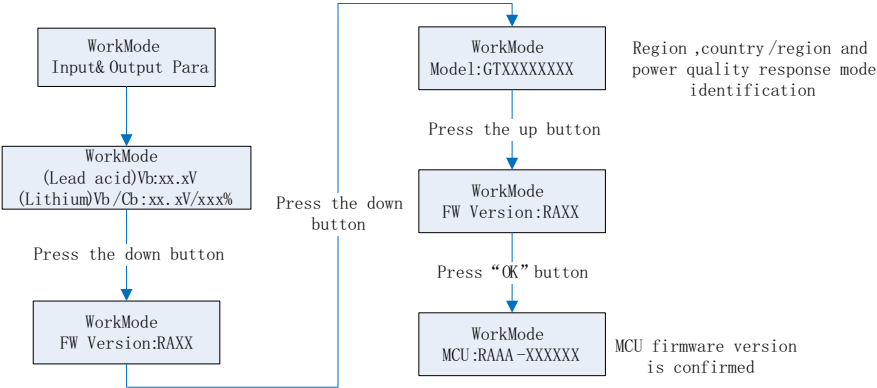 WorkMode
Input& Output Para
WorkMode
(Lead acid)Vb:xx.xV
(Lithium)Vb/Cb:xx.xV/xxx%
Press the down button
WorkMode
FW Version:RAXX
Press the down
button
WorkMode
Model:GTXXXXXXXX
Region ,country/region and
power quality response mode
identification
Press the up button
WorkMode
FW Version:RAXX
Press “OK” button
WorkMode
MCU:RAAA-XXXXXX
MCU firmware version
is confirmed